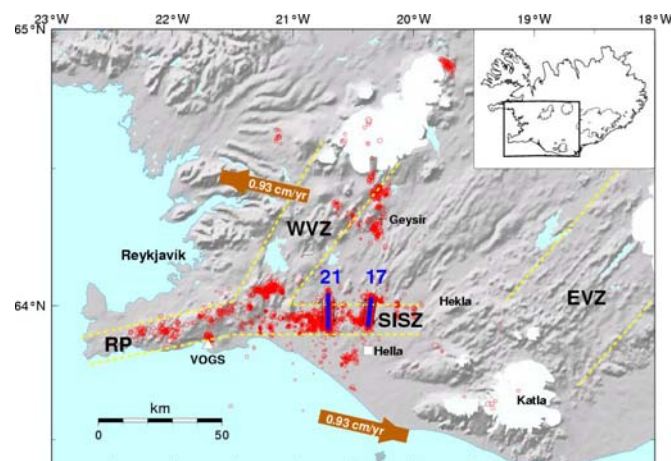 23°W
22°W
21°W
20°W
19°W
18°W
65°N
0.93 cm/yr
WVZ
Geysir
Reykjavík
21
17
64°N
Hekla
EVZ
SISZ
RP
VOGS
Hella
km
Katla
0
50
0.93 cm/yr